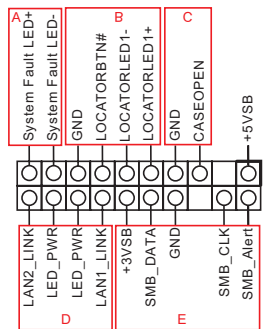 A
B
C
System Fault LED+
System Fault LED-
GND
LOCATORBTN#
LOCATORLED1-
LOCATORLED1+
GND
CASEOPEN
+5VSB
LAN2_LINK
LED_PWR
LED_PWR
LAN1_LINK
+3VSB
SMB_DATA
GND
SMB_CLK
SMB_Alert
D
E